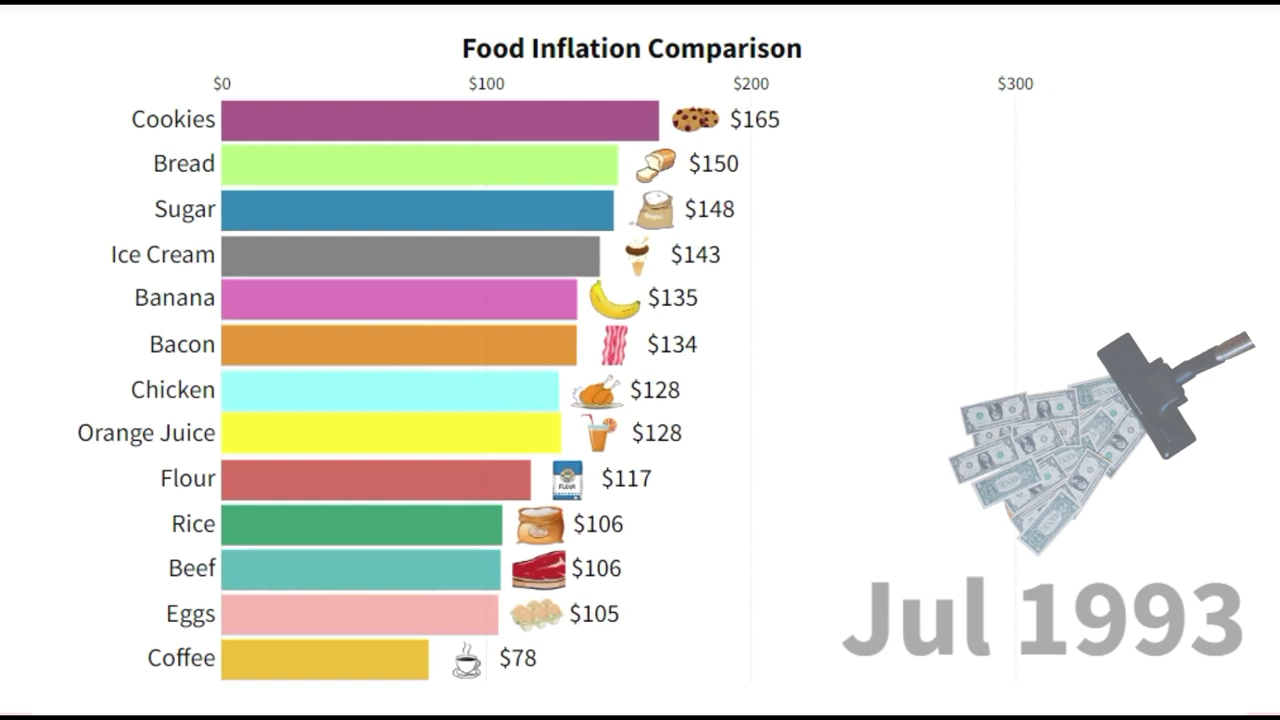 Food Inflation Comparison
$0 $100 $200 $300
Cookies $165
Bread $150
Sugar $148
Ice Cream $143
Banana $135
Bacon $134
Chicken $128
Orange Juice $128
Flour FLOUR $117
Rice $106
Beef $106
Eggs $105
Coffee $78
Jul 1993